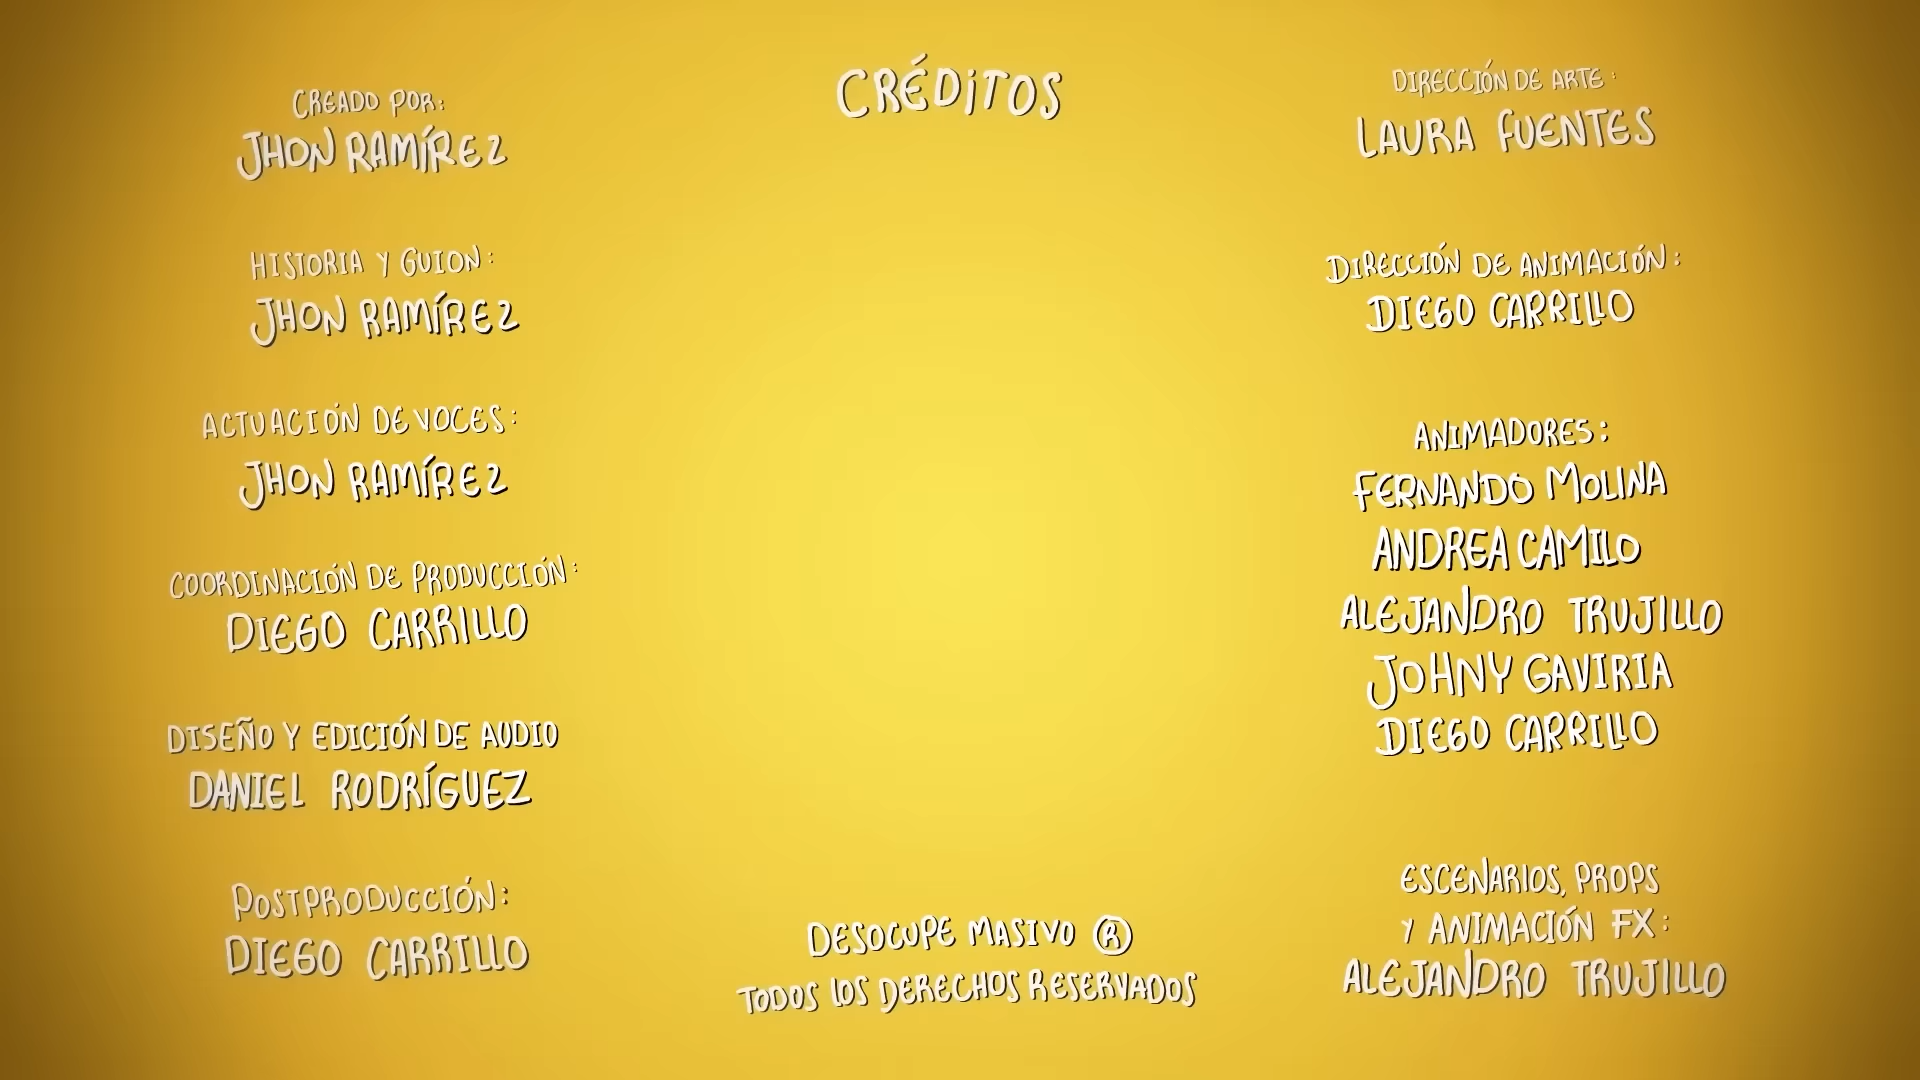 CRÉDITOS
CREADO POR:
JHON RAMÍREZ
HISTORIA Y GUION:
JHON RAMÍREZ
ACTUACIÓN DE VOCES:
JHON RAMÍREZ
COORDINACIÓN DE PRODUCCIÓN:
DIEGO CARRILLO
DISEÑO Y EDICIÓN DE AUDIO
DANIEL RODRÍGUEZ
POSTPRODUCCIÓN:
DIEGO CARRILLO
DESOCUPE MASIVO ®
TODOS LOS DERECHOS RESERVADOS
DIRECCIÓN DE ARTE:
LAURA FUENTES
DIRECCIÓN DE ANIMACIÓN:
DIEGO CARRILLO
ANIMADORES:
FERNANDO MOLINA
ANDREA CAMILO
ALEJANDRO TRUJILLO
JOHNY GAVIRIA
DIEGO CARRILLO
ESCENARIOS, PROPS
Y ANIMACIÓN FX:
ALEJANDRO TRUJILLO